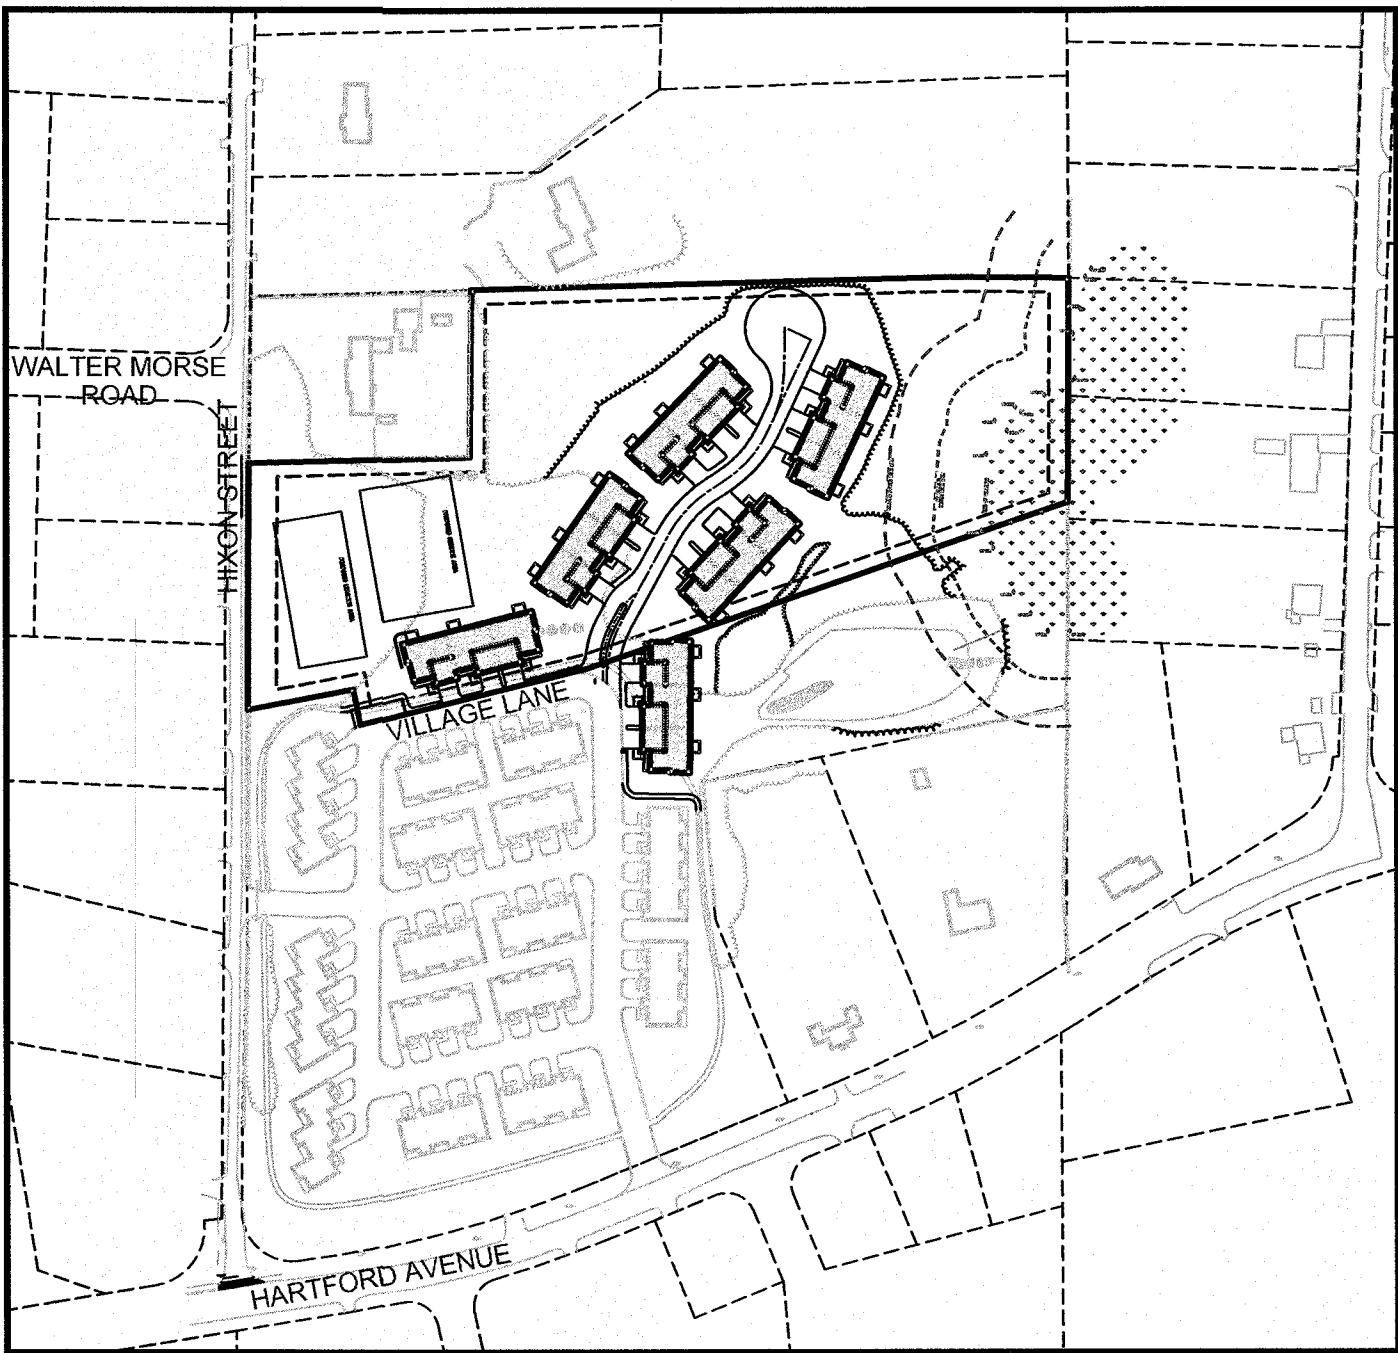 WALTER MORSE
ROAD
HIXON STREET
VILLAGE LANE
HARTFORD AVENUE